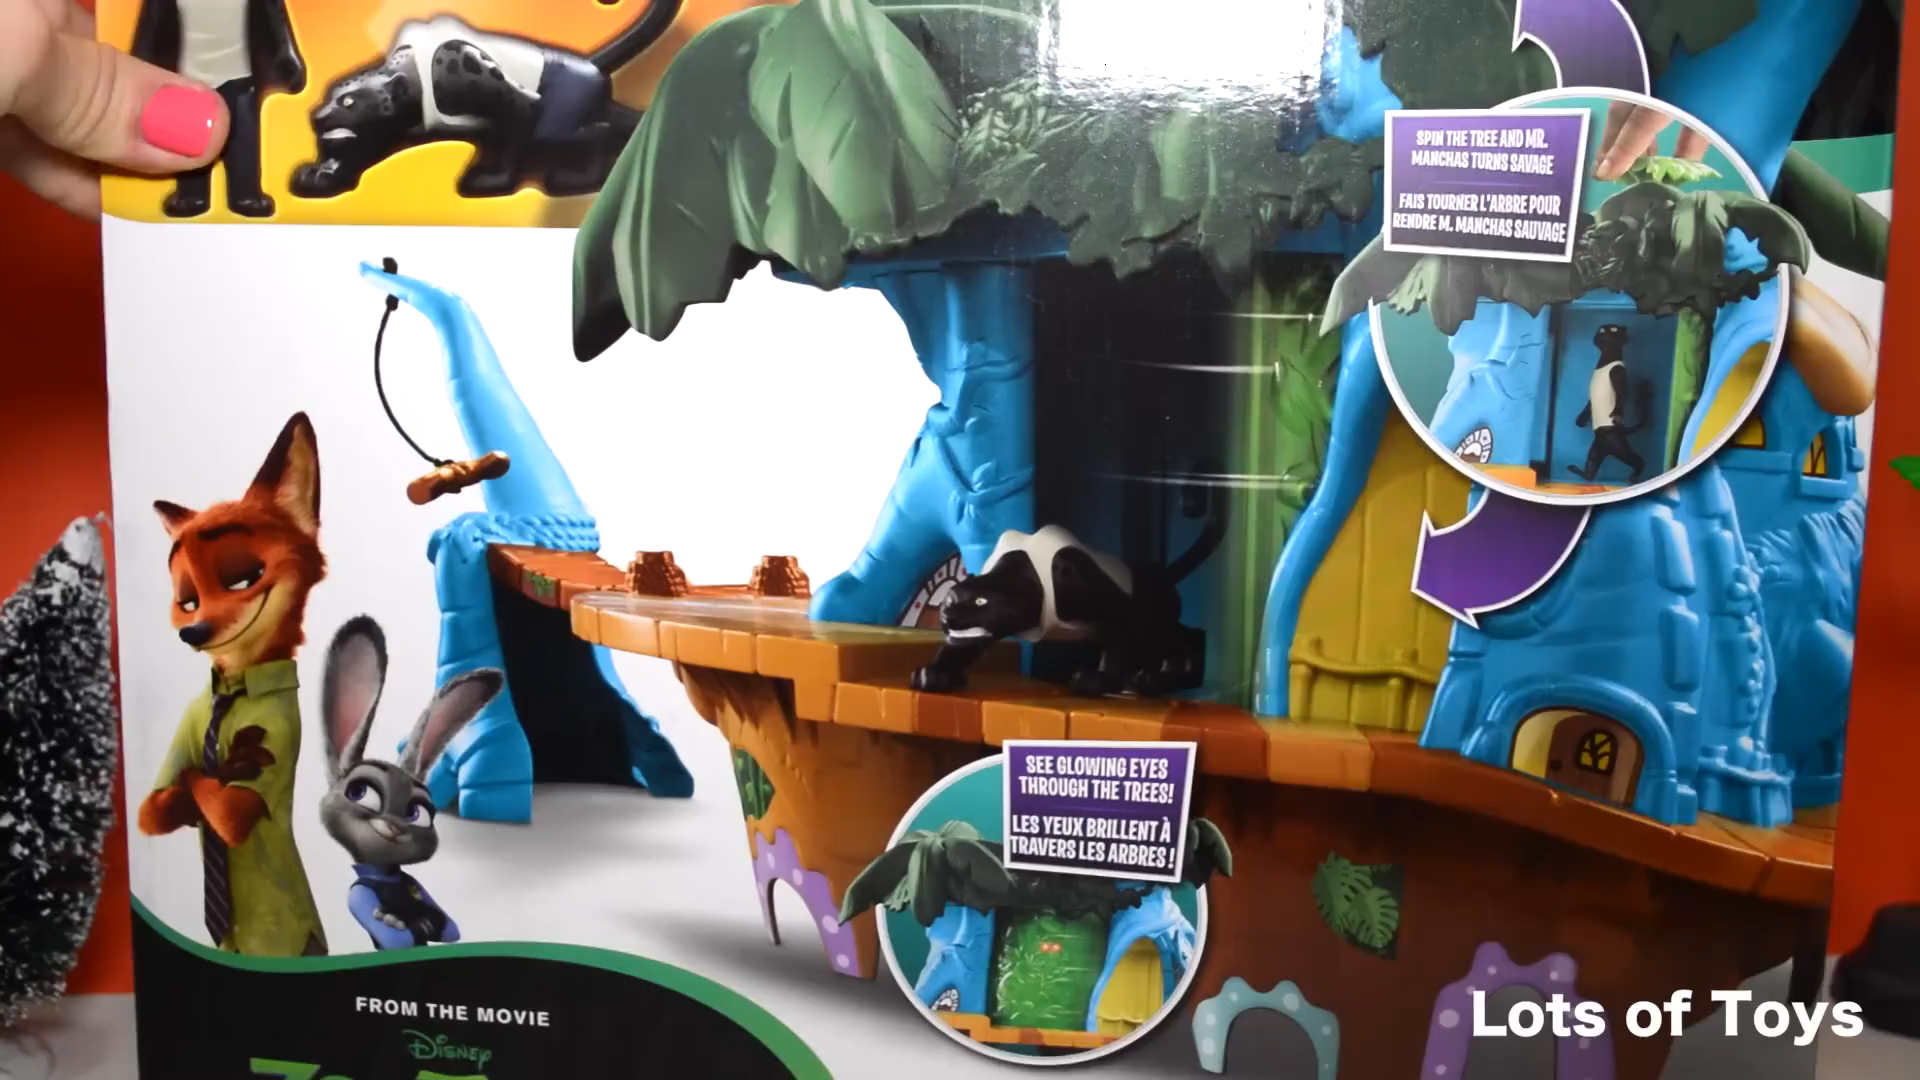 SPIN THE TREE AND MR.
MANCHAS TURNS SAVAGE
FAIS TOURNER L'ARBRE POUR
RENDRE M. MANCHAS SAUVAGE
SEE GLOWING EYES
THROUGH THE TREES!
LES YEUX BRILLENT À
TRAVERS LES ARBRES !
FROM THE MOVIE
DISNEY
Lots of Toys